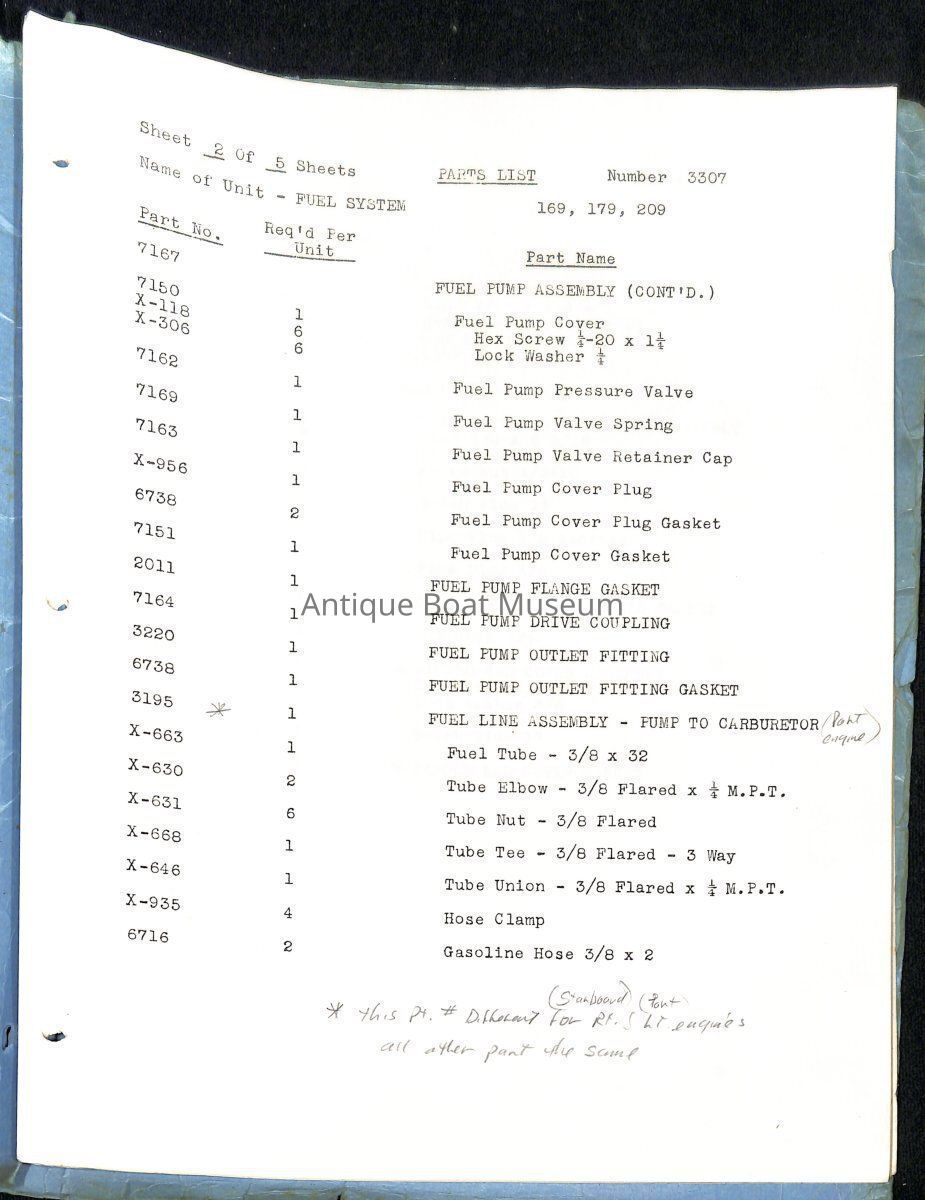 Sheet 2 Of 5 Sheets PARTS LIST Number 3307
Name of Unit - FUEL SYSTEM 169, 179, 209
Part No. Req'd Per Unit Part Name
7167 FUEL PUMP ASSEMBLY (CONT'D.)
7150 1 Fuel Pump Cover
X-118 6 Hex Screw ¼-20 x 1¼
X-306 6 Lock Washer ¼
7162 1 Fuel Pump Pressure Valve
7169 1 Fuel Pump Valve Spring
7163 1 Fuel Pump Valve Retainer Cap
X-956 1 Fuel Pump Cover Plug
6738 2 Fuel Pump Cover Plug Gasket
7151 1 Fuel Pump Cover Gasket
2011 1 FUEL PUMP FLANGE GASKET
Antique Boat Museum
7164 1 FUEL PUMP DRIVE COUPLING
3220 1 FUEL PUMP OUTLET FITTING
6738 1 FUEL PUMP OUTLET FITTING GASKET
3195 * 1 FUEL LINE ASSEMBLY - PUMP TO CARBURETOR (Port engine)
X-663 1 Fuel Tube - 3/8 x 32
X-630 2 Tube Elbow - 3/8 Flared x ¼ M.P.T.
X-631 6 Tube Nut - 3/8 Flared
X-668 1 Tube Tee - 3/8 Flared - 3 Way
X-646 1 Tube Union - 3/8 Flared x ¼ M.P.T.
X-935 4 Hose Clamp
6716 2 Gasoline Hose 3/8 x 2
(Starboard) (Port)
* this Pt. # Different for Rt. & Lt engines
all other part the same